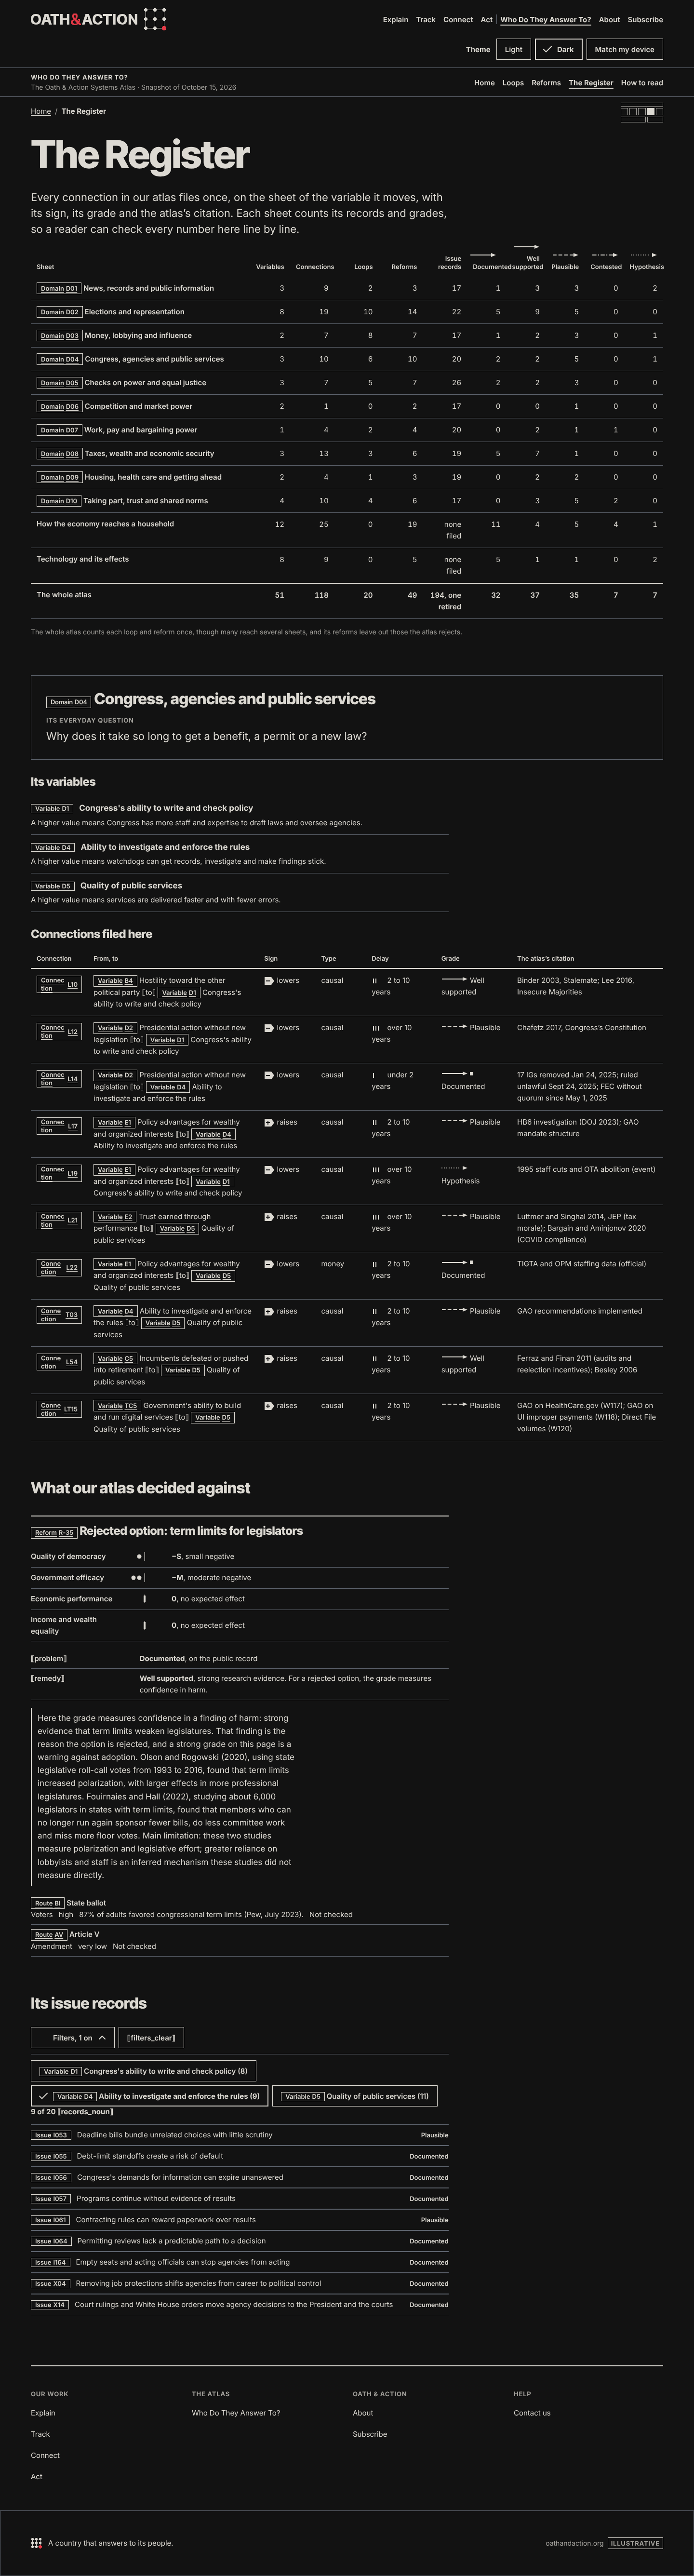 OATH&ACTION
Explain Track Connect Act Who Do They Answer To? About Subscribe
Theme Light Dark Match my device
WHO DO THEY ANSWER TO?
The Oath & Action Systems Atlas · Snapshot of October 15, 2026
Home Loops Reforms The Register How to read
Home / The Register
The Register
Every connection in our atlas files once, on the sheet of the variable it moves, with
its sign, its grade and the atlas's citation. Each sheet counts its records and grades,
so a reader can check every number here line by line.
Sheet Variables Connections Loops Reforms Issue records Documented Well supported Plausible Contested Hypothesis
Domain D01 News, records and public information 3 9 2 3 17 1 3 3 0 2
Domain D02 Elections and representation 8 19 10 14 22 5 9 5 0 0
Domain D03 Money, lobbying and influence 2 7 8 7 17 1 2 3 0 1
Domain D04 Congress, agencies and public services 3 10 6 10 20 2 2 5 0 1
Domain D05 Checks on power and equal justice 3 7 5 7 26 2 2 3 0 0
Domain D06 Competition and market power 2 1 0 2 17 0 0 1 0 0
Domain D07 Work, pay and bargaining power 1 4 2 4 20 0 2 1 1 0
Domain D08 Taxes, wealth and economic security 3 13 3 6 19 5 7 1 0 0
Domain D09 Housing, health care and getting ahead 2 4 1 3 19 0 2 2 0 0
Domain D10 Taking part, trust and shared norms 4 10 4 6 17 0 3 5 2 0
How the economy reaches a household 12 25 0 19 none filed 11 4 5 4 1
Technology and its effects 8 9 0 5 none filed 5 1 1 0 2
The whole atlas 51 118 20 49 194, one retired 32 37 35 7 7
The whole atlas counts each loop and reform once, though many reach several sheets, and its reforms leave out those the atlas rejects.
Domain D04 Congress, agencies and public services
ITS EVERYDAY QUESTION
Why does it take so long to get a benefit, a permit or a new law?
Its variables
Variable D1 Congress's ability to write and check policy
A higher value means Congress has more staff and expertise to draft laws and oversee agencies.
Variable D4 Ability to investigate and enforce the rules
A higher value means watchdogs can get records, investigate and make findings stick.
Variable D5 Quality of public services
A higher value means services are delivered faster and with fewer errors.
Connections filed here
Connection From, to Sign Type Delay Grade The atlas's citation
Connection L10 Variable B4 Hostility toward the other political party ⟦to⟧ Variable D1 Congress's ability to write and check policy lowers causal 2 to 10 years Well supported Binder 2003, Stalemate; Lee 2016, Insecure Majorities
Connection L12 Variable D2 Presidential action without new legislation ⟦to⟧ Variable D1 Congress's ability to write and check policy lowers causal over 10 years Plausible Chafetz 2017, Congress's Constitution
Connection L14 Variable D2 Presidential action without new legislation ⟦to⟧ Variable D4 Ability to investigate and enforce the rules lowers causal under 2 years Documented 17 IGs removed Jan 24, 2025; ruled unlawful Sept 24, 2025; FEC without quorum since May 1, 2025
Connection L17 Variable E1 Policy advantages for wealthy and organized interests ⟦to⟧ Variable D4 Ability to investigate and enforce the rules raises causal 2 to 10 years Plausible HB6 investigation (DOJ 2023); GAO mandate structure
Connection L19 Variable E1 Policy advantages for wealthy and organized interests ⟦to⟧ Variable D1 Congress's ability to write and check policy lowers causal over 10 years Hypothesis 1995 staff cuts and OTA abolition (event)
Connection L21 Variable E2 Trust earned through performance ⟦to⟧ Variable D5 Quality of public services raises causal over 10 years Plausible Luttmer and Singhal 2014, JEP (tax morale); Bargain and Aminjonov 2020 (COVID compliance)
Connection L22 Variable E1 Policy advantages for wealthy and organized interests ⟦to⟧ Variable D5 Quality of public services lowers money 2 to 10 years Documented TIGTA and OPM staffing data (official)
Connection T03 Variable D4 Ability to investigate and enforce the rules ⟦to⟧ Variable D5 Quality of public services raises causal 2 to 10 years Plausible GAO recommendations implemented
Connection L54 Variable C5 Incumbents defeated or pushed into retirement ⟦to⟧ Variable D5 Quality of public services raises causal 2 to 10 years Well supported Ferraz and Finan 2011 (audits and reelection incentives); Besley 2006
Connection LT15 Variable TC5 Government's ability to build and run digital services ⟦to⟧ Variable D5 Quality of public services raises causal 2 to 10 years Plausible GAO on HealthCare.gov (W117); GAO on UI improper payments (W118); Direct File volumes (W120)
What our atlas decided against
Reform R-35 Rejected option: term limits for legislators
Quality of democracy −S, small negative
Government efficacy −M, moderate negative
Economic performance 0, no expected effect
Income and wealth equality 0, no expected effect
⟦problem⟧ Documented, on the public record
⟦remedy⟧ Well supported, strong research evidence. For a rejected option, the grade measures
confidence in harm.
Here the grade measures confidence in a finding of harm: strong
evidence that term limits weaken legislatures. That finding is the
reason the option is rejected, and a strong grade on this page is a
warning against adoption. Olson and Rogowski (2020), using state
legislative roll-call votes from 1993 to 2016, found that term limits
increased polarization, with larger effects in more professional
legislatures. Fouirnaies and Hall (2022), studying about 6,000
legislators in states with term limits, found that members who can
no longer run again sponsor fewer bills, do less committee work
and miss more floor votes. Main limitation: these two studies
measure polarization and legislative effort; greater reliance on
lobbyists and staff is an inferred mechanism these studies did not
measure directly.
Route BI State ballot
Voters high 87% of adults favored congressional term limits (Pew, July 2023). Not checked
Route AV Article V
Amendment very low Not checked
Its issue records
Filters, 1 on ⟦filters_clear⟧
Variable D1 Congress's ability to write and check policy (8)
Variable D4 Ability to investigate and enforce the rules (9) Variable D5 Quality of public services (11)
9 of 20 ⟦records_noun⟧
Issue I053 Deadline bills bundle unrelated choices with little scrutiny Plausible
Issue I055 Debt-limit standoffs create a risk of default Documented
Issue I056 Congress's demands for information can expire unanswered Documented
Issue I057 Programs continue without evidence of results Documented
Issue I061 Contracting rules can reward paperwork over results Plausible
Issue I064 Permitting reviews lack a predictable path to a decision Documented
Issue I164 Empty seats and acting officials can stop agencies from acting Documented
Issue X04 Removing job protections shifts agencies from career to political control Documented
Issue X14 Court rulings and White House orders move agency decisions to the President and the courts Documented
OUR WORK THE ATLAS OATH & ACTION HELP
Explain Who Do They Answer To? About Contact us
Track Subscribe
Connect
Act
A country that answers to its people. oathandaction.org ILLUSTRATIVE